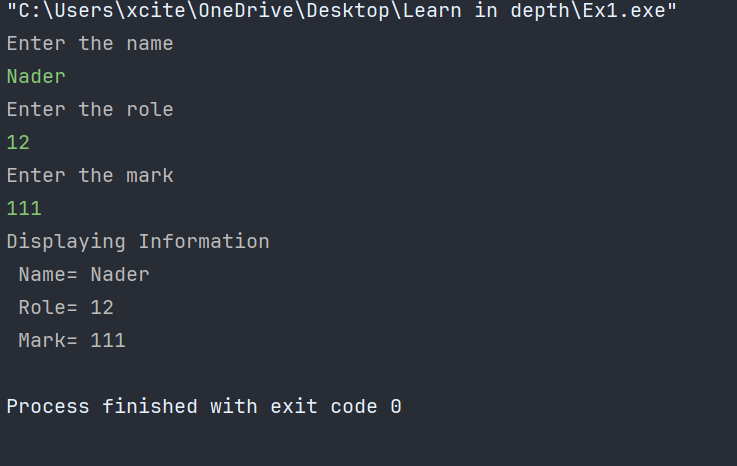 "C:\Users\xcite\OneDrive\Desktop\Learn in depth\Ex1.exe"
Enter the name
Nader
Enter the role
12
Enter the mark
111
Displaying Information
 Name= Nader
 Role= 12
 Mark= 111
Process finished with exit code 0